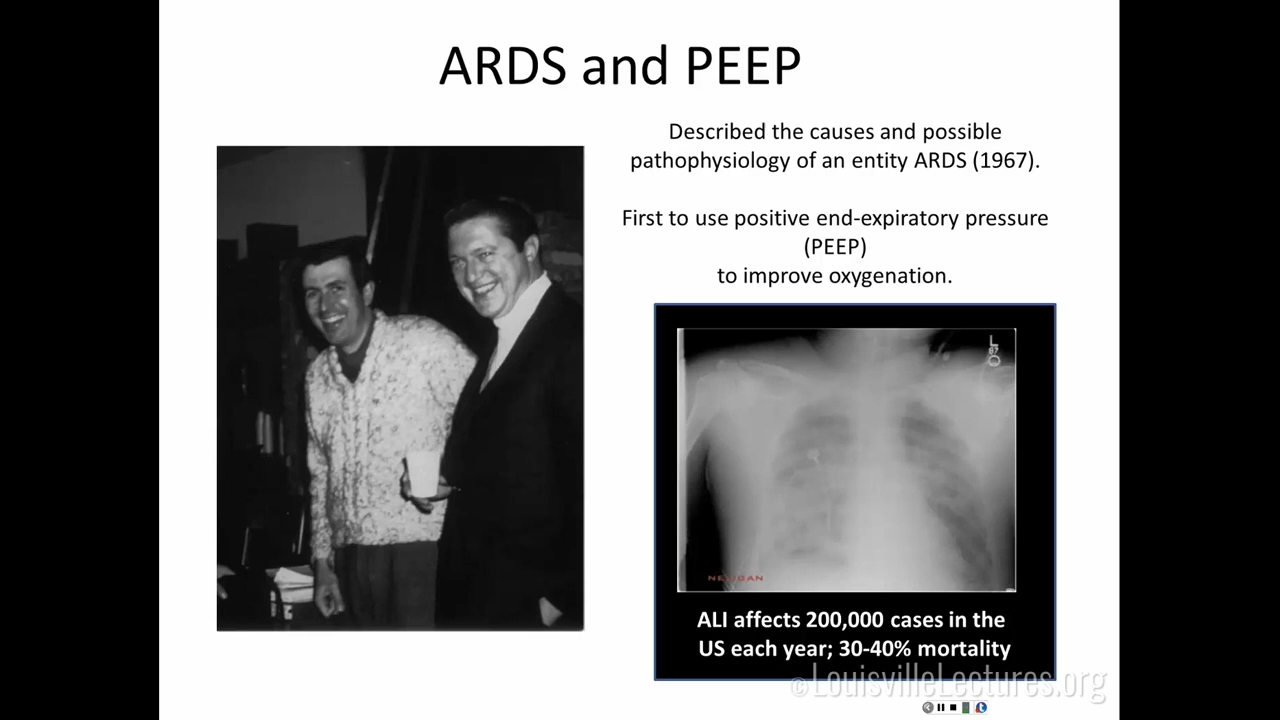 ARDS and PEEP
Described the causes and possible
pathophysiology of an entity ARDS (1967).
First to use positive end-expiratory pressure
(PEEP)
to improve oxygenation.
L
ALI affects 200,000 cases in the
US each year; 30-40% mortality
©LouisvilleLectures.org